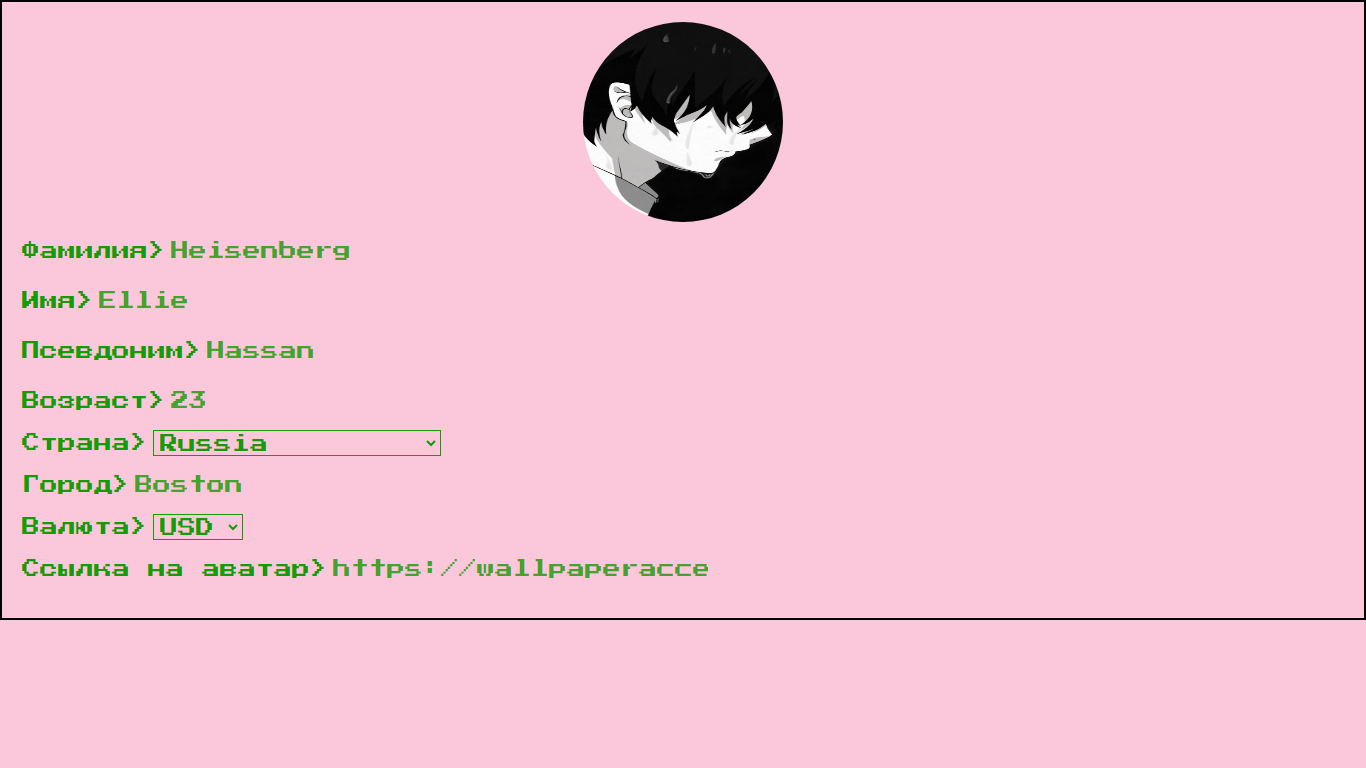 Фамилия> Heisenberg
Имя> Ellie
Псевдоним> Hassan
Возраст> 23
Страна> Russia
Город> Boston
Валюта> USD
Ссылка на аватар> https://wallpaperacce